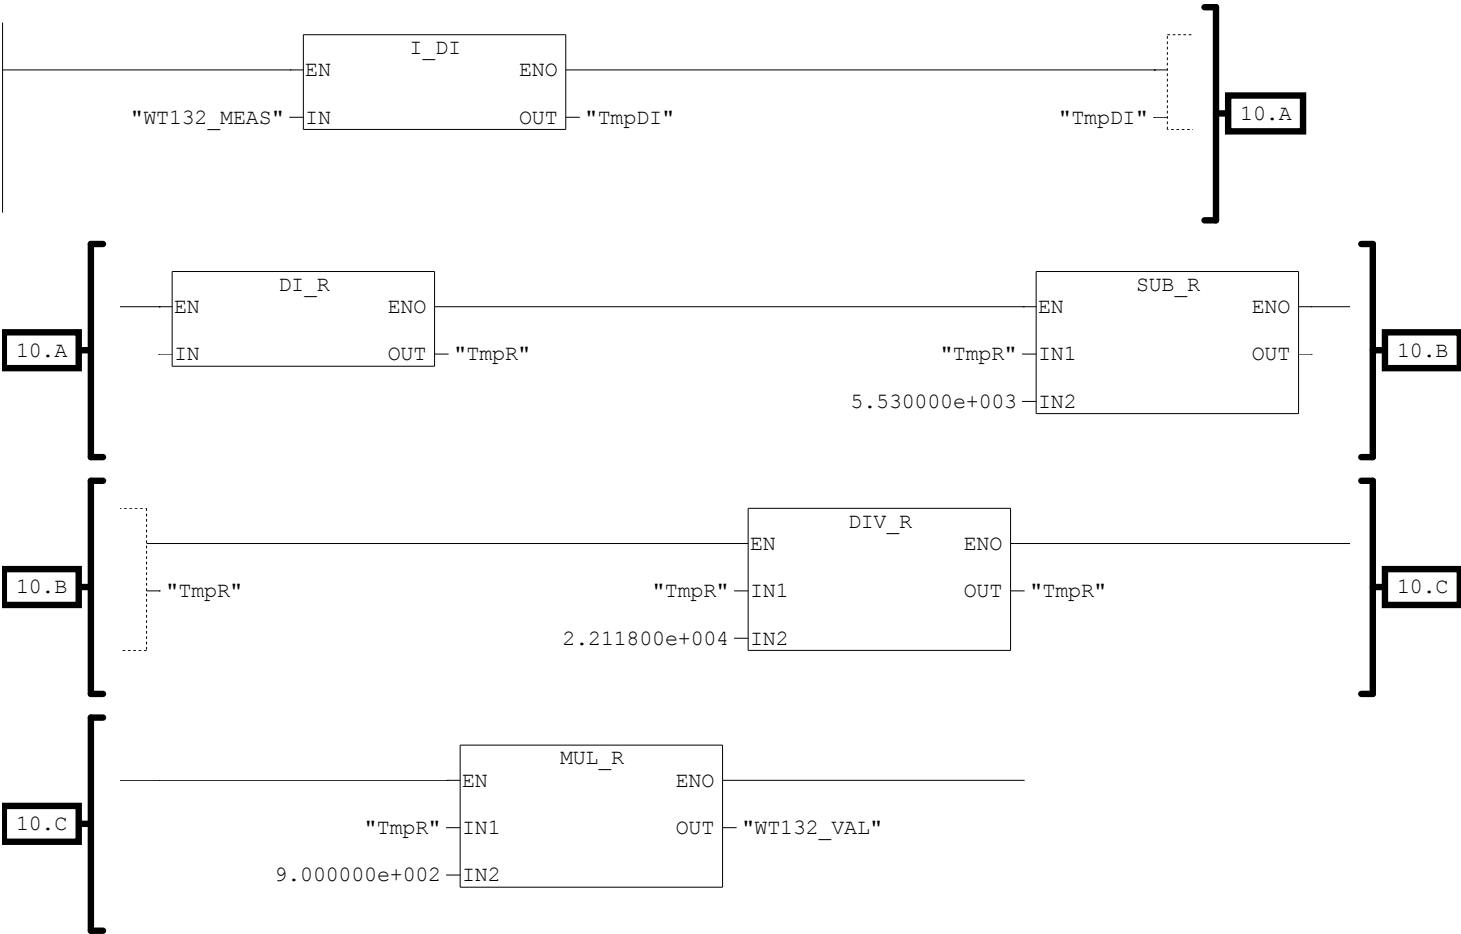 I_DI
EN ENO
"WT132_MEAS" IN OUT "TmpDI" "TmpDI" 10.A
DI_R SUB_R
EN ENO EN ENO
10.A IN OUT "TmpR" "TmpR" IN1 OUT 10.B
5.530000e+003 IN2
DIV_R
EN ENO
10.B "TmpR" "TmpR" IN1 OUT "TmpR" 10.C
2.211800e+004 IN2
MUL_R
EN ENO
10.C "TmpR" IN1 OUT "WT132_VAL"
9.000000e+002 IN2